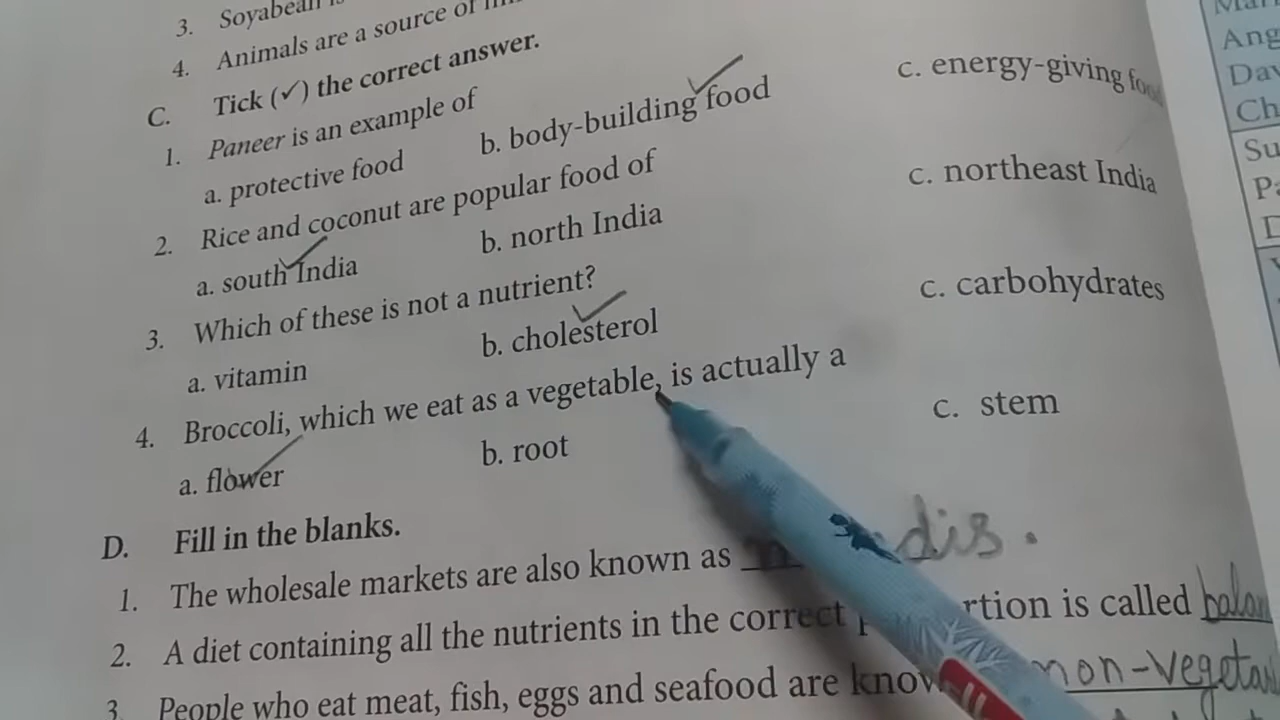 3. Soyabean is
4. Animals are a source of
C. Tick (✓) the correct answer.
1. Paneer is an example of
a. protective food b. body-building food c. energy-giving food
2. Rice and coconut are popular food of
a. south India b. north India c. northeast India
3. Which of these is not a nutrient?
a. vitamin b. cholesterol c. carbohydrates
4. Broccoli, which we eat as a vegetable, is actually a
a. flower b. root c. stem
D. Fill in the blanks.
1. The wholesale markets are also known as dis.
2. A diet containing all the nutrients in the correct rtion is called balan
3. People who eat meat, fish, eggs and seafood are know non-vegeta
Ang
Dav
Ch
Su